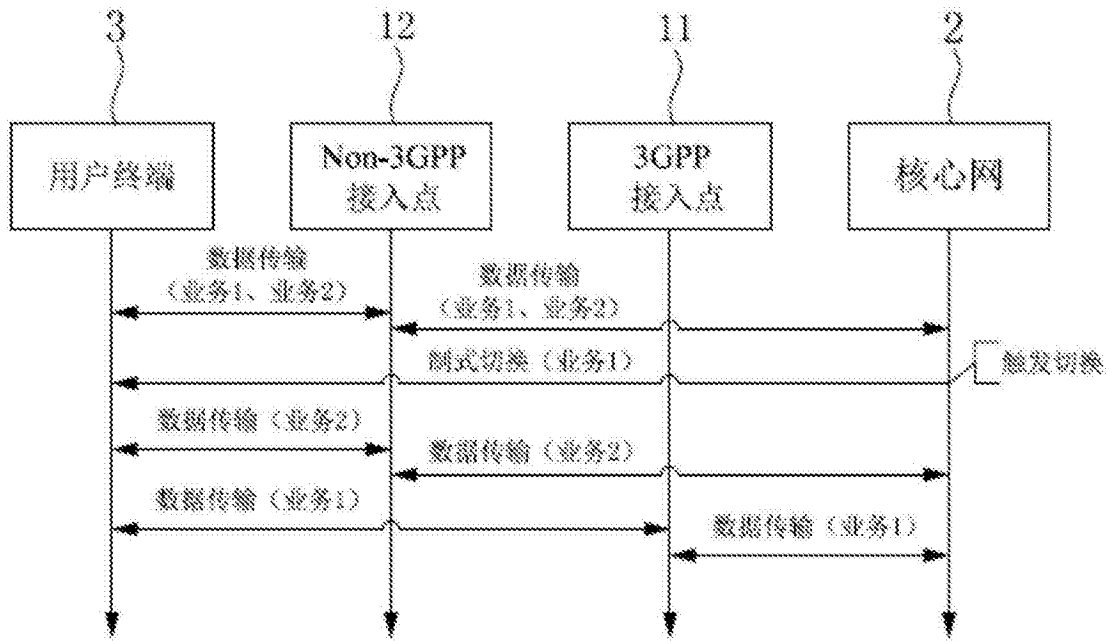 3
12
11
2
用户终端
Non-3GPP
接入点
3GPP
接入点
核心网
数据传输
（业务1、业务2）
数据传输
（业务1、业务2）
制式切换（业务1）
触发切换
数据传输（业务2）
数据传输（业务2）
数据传输（业务1）
数据传输（业务1）